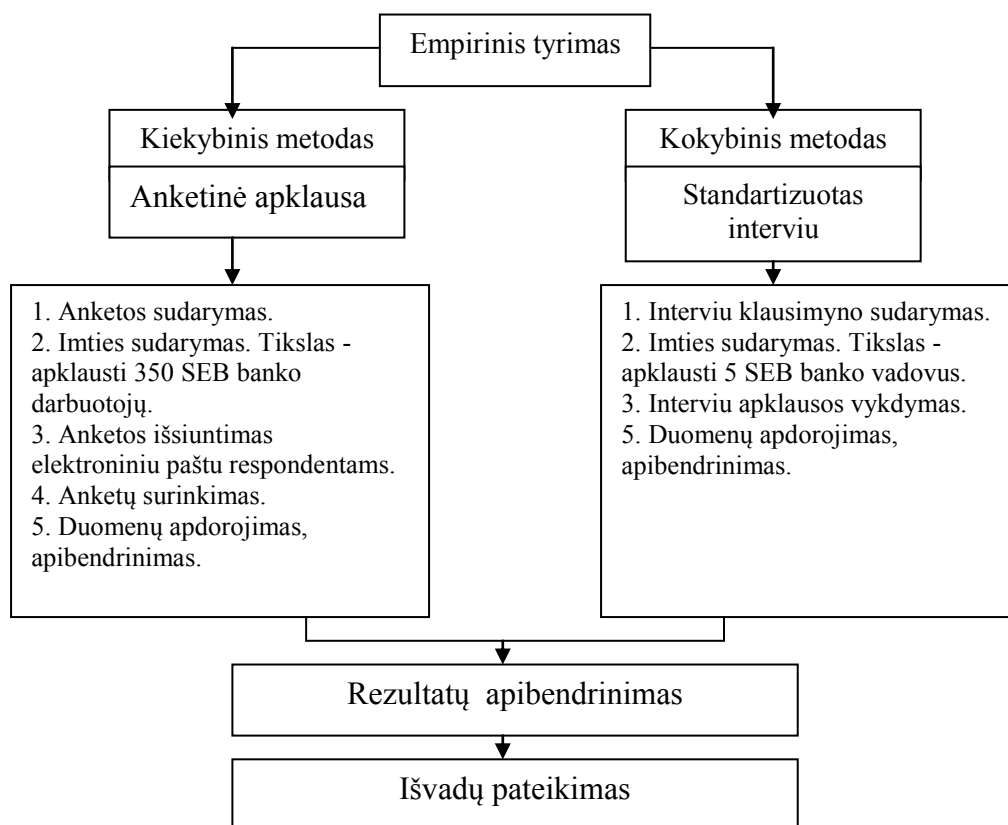 Empirinis tyrimas
Kiekybinis metodas
Anketinė apklausa
1. Anketos sudarymas.
2. Imties sudarymas. Tikslas -
apklausti 350 SEB banko
darbuotojų.
3. Anketos išsiuntimas
elektroniniu paštu respondentams.
4. Anketų surinkimas.
5. Duomenų apdorojimas,
apibendrinimas.
Kokybinis metodas
Standartizuotas
interviu
1. Interviu klausimyno sudarymas.
2. Imties sudarymas. Tikslas -
apklausti 5 SEB banko vadovus.
3. Interviu apklausos vykdymas.
5. Duomenų apdorojimas,
apibendrinimas.
Rezultatų apibendrinimas
Išvadų pateikimas